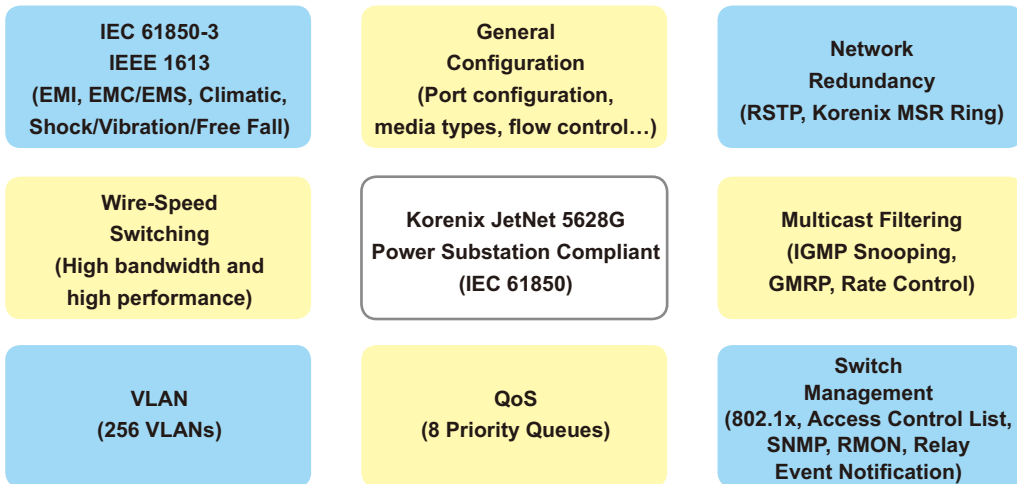 IEC 61850-3
IEEE 1613
(EMI, EMC/EMS, Climatic,
Shock/Vibration/Free Fall)
General
Configuration
(Port configuration,
media types, flow control…)
Network
Redundancy
(RSTP, Korenix MSR Ring)
Wire-Speed
Switching
(High bandwidth and
high performance)
Korenix JetNet 5628G
Power Substation Compliant
(IEC 61850)
Multicast Filtering
(IGMP Snooping,
GMRP, Rate Control)
VLAN
(256 VLANs)
QoS
(8 Priority Queues)
Switch
Management
(802.1x, Access Control List,
SNMP, RMON, Relay
Event Notification)